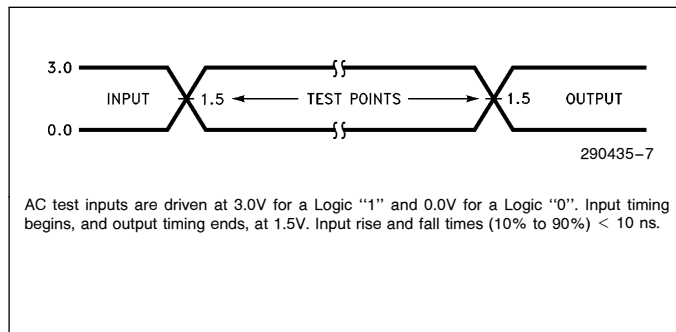 3.0
INPUT 1.5 TEST POINTS 1.5 OUTPUT
0.0
290435–7
AC test inputs are driven at 3.0V for a Logic ‘‘1’’ and 0.0V for a Logic ‘‘0’’. Input timing
begins, and output timing ends, at 1.5V. Input rise and fall times (10% to 90%) < 10 ns.